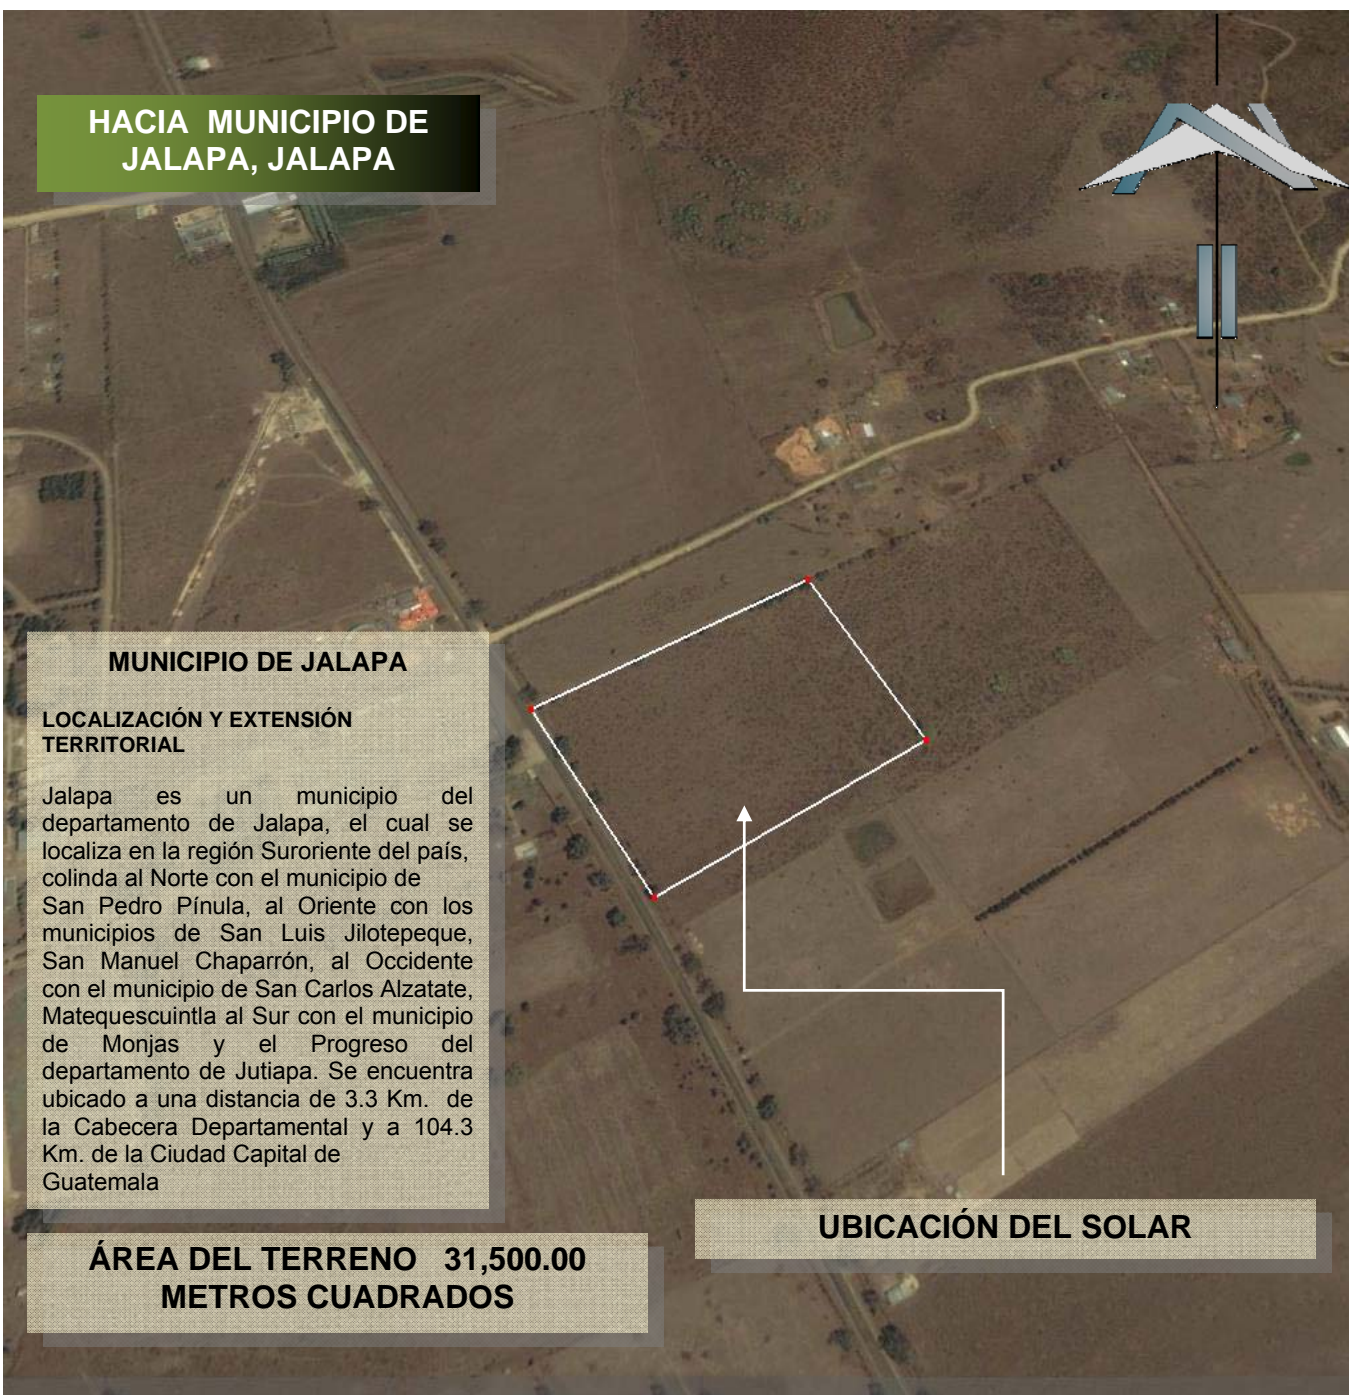 HACIA MUNICIPIO DE
JALAPA, JALAPA
MUNICIPIO DE JALAPA
LOCALIZACIÓN Y EXTENSIÓN
TERRITORIAL
Jalapa es un municipio del
departamento de Jalapa, el cual se
localiza en la región Suroriente del país,
colinda al Norte con el municipio de
San Pedro Pínula, al Oriente con los
municipios de San Luis Jilotepeque,
San Manuel Chaparrón, al Occidente
con el municipio de San Carlos Alzatate,
Matequescuintla al Sur con el municipio
de Monjas y el Progreso del
departamento de Jutiapa. Se encuentra
ubicado a una distancia de 3.3 Km. de
la Cabecera Departamental y a 104.3
Km. de la Ciudad Capital de
Guatemala
UBICACIÓN DEL SOLAR
ÁREA DEL TERRENO 31,500.00
METROS CUADRADOS